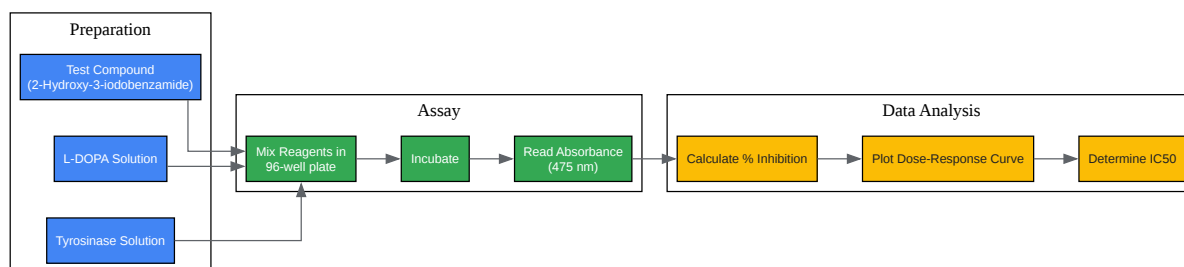 Preparation
Test Compound
(2-Hydroxy-3-iodobenzamide)
L-DOPA Solution
Tyrosinase Solution
Assay
Mix Reagents in
96-well plate
Incubate
Read Absorbance
(475 nm)
Data Analysis
Calculate % Inhibition
Plot Dose-Response Curve
Determine IC50